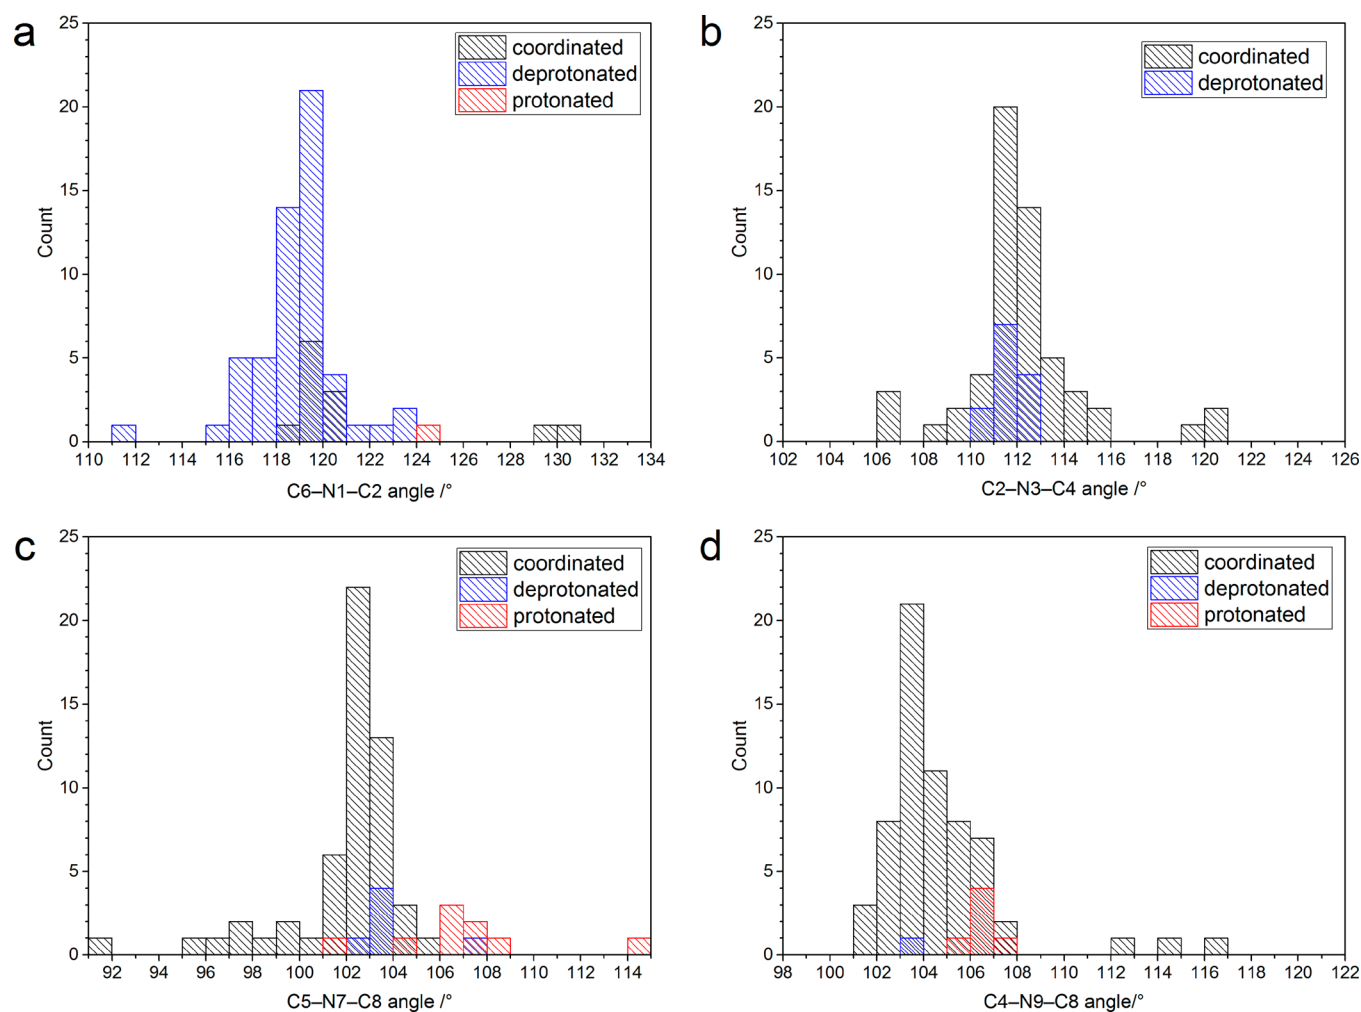 a
25
20
15
10
5
0
Count
coordinated
deprotonated
protonated
110 112 114 116 118 120 122 124 126 128 130 132 134
C6–N1–C2 angle /°
b
25
20
15
10
5
0
Count
coordinated
deprotonated
102 104 106 108 110 112 114 116 118 120 122 124 126
C2–N3–C4 angle /°
c
25
20
15
10
5
0
Count
coordinated
deprotonated
protonated
92 94 96 98 100 102 104 106 108 110 112 114
C5–N7–C8 angle /°
d
25
20
15
10
5
0
Count
coordinated
deprotonated
protonated
98 100 102 104 106 108 110 112 114 116 118 120 122
C4–N9–C8 angle/°